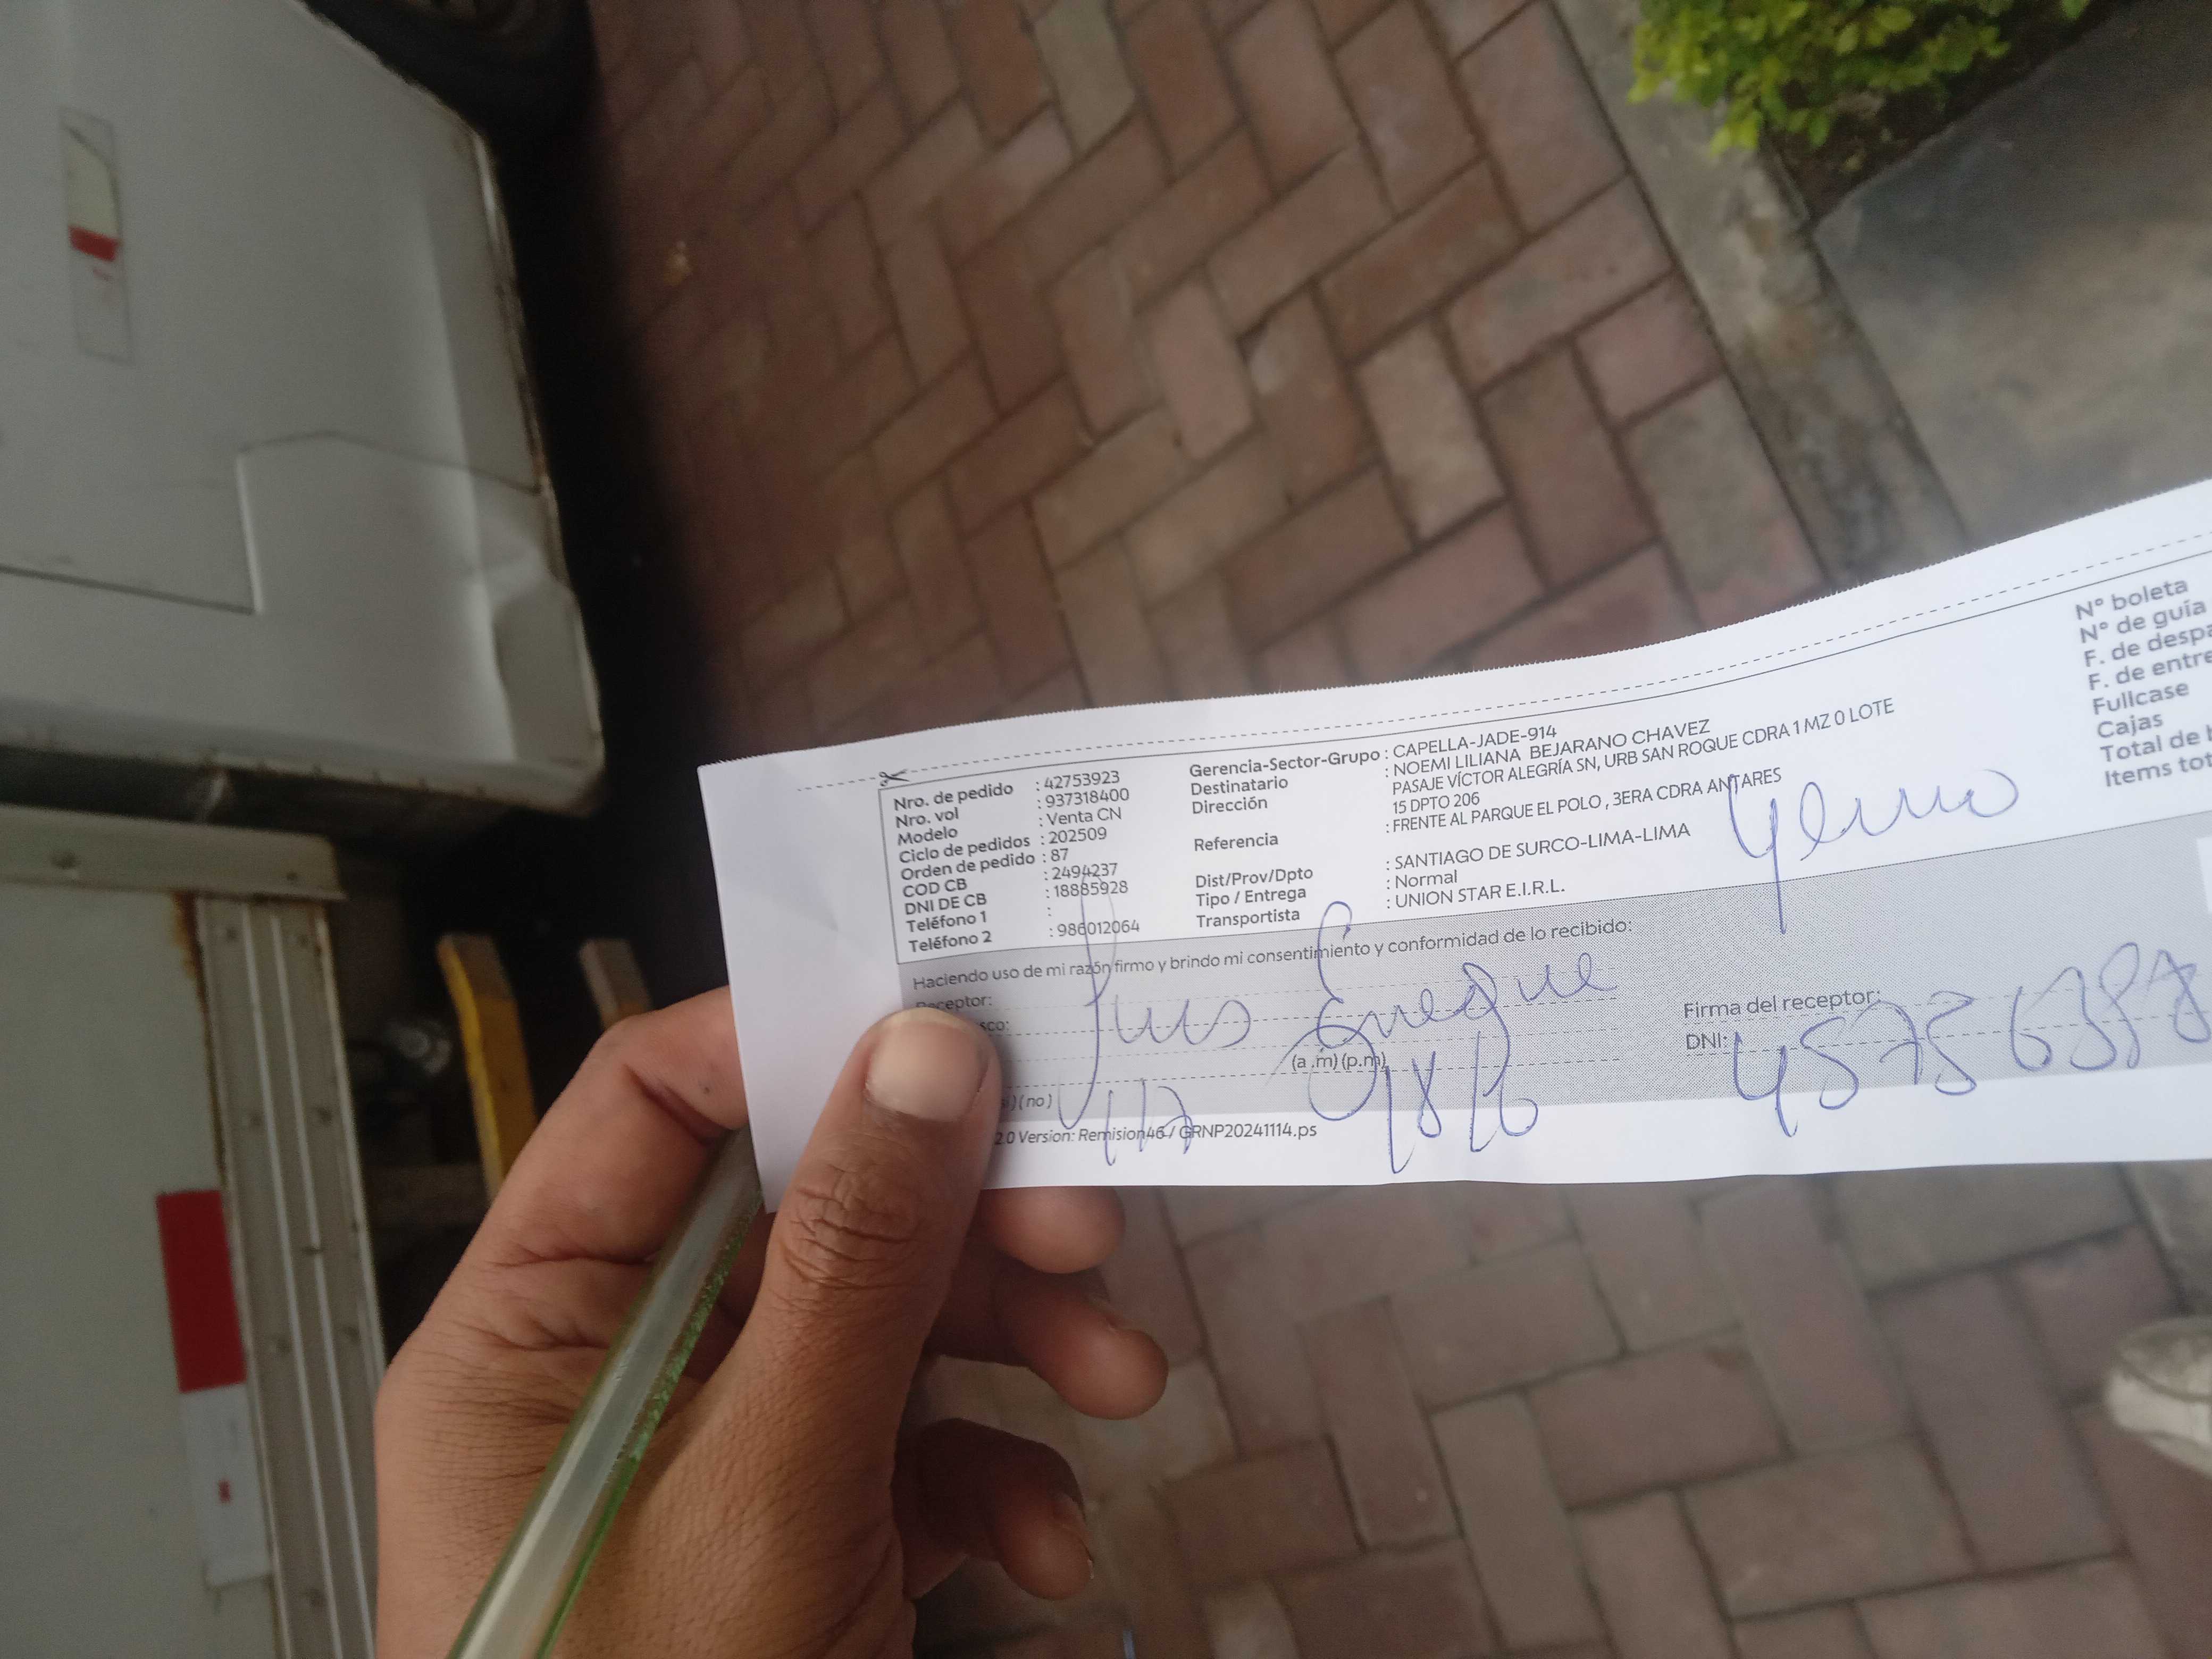 Nro. de pedido : 42753923
Nro. vol : 937318400
Modelo : Venta CN
Ciclo de pedidos : 202509
Orden de pedido : 87
COD CB : 2494237
DNI DE CB : 18885928
Teléfono 1 :
Teléfono 2 : 986012064
Gerencia-Sector-Grupo : CAPELLA-JADE-914
Destinatario : NOEMI LILIANA BEJARANO CHAVEZ
Dirección PASAJE VÍCTOR ALEGRÍA SN, URB SAN ROQUE CDRA 1 MZ 0 LOTE
15 DPTO 206
Referencia : FRENTE AL PARQUE EL POLO , 3ERA CDRA ANTARES
Dist/Prov/Dpto : SANTIAGO DE SURCO-LIMA-LIMA
Tipo / Entrega : Normal
Transportista : UNION STAR E.I.R.L.
Yerno
N° boleta
N° de guía
F. de despa
F. de entre
Fullcase
Cajas
Total de
Items tot
Haciendo uso de mi razón firmo y brindo mi consentimiento y conformidad de lo recibido:
Receptor: Luis Eneque
sco:
(a .m) (p.m)
) ( no )
Firma del receptor:
DNI:
2.0 Version: Remision46 / GRNP20241114.ps